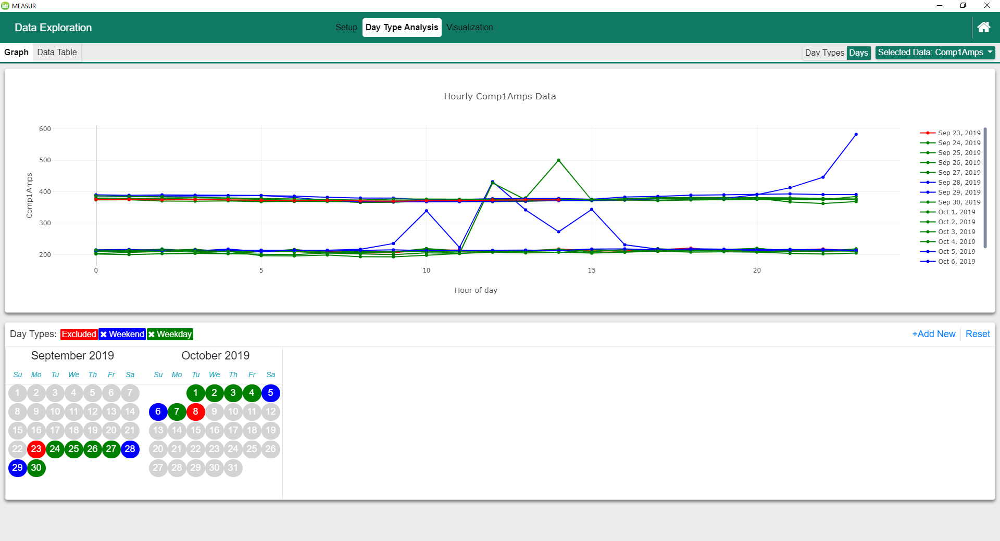 MEASUR
Data Exploration
Setup Day Type Analysis Visualization
Graph Data Table
Day Types Days Selected Data: Comp1Amps
Hourly Comp1Amps Data
600
500
400
300
200
Comp1Amps
0 5 10 15 20
Hour of day
Sep 23, 2019
Sep 24, 2019
Sep 25, 2019
Sep 26, 2019
Sep 27, 2019
Sep 28, 2019
Sep 29, 2019
Sep 30, 2019
Oct 1, 2019
Oct 2, 2019
Oct 3, 2019
Oct 4, 2019
Oct 5, 2019
Oct 6, 2019
Day Types: Excluded Weekend Weekday
+Add New Reset
September 2019
Su Mo Tu We Th Fr Sa
1 2 3 4 5 6 7
8 9 10 11 12 13 14
15 16 17 18 19 20 21
22 23 24 25 26 27 28
29 30
October 2019
Su Mo Tu We Th Fr Sa
1 2 3 4 5
6 7 8 9 10 11 12
13 14 15 16 17 18 19
20 21 22 23 24 25 26
27 28 29 30 31